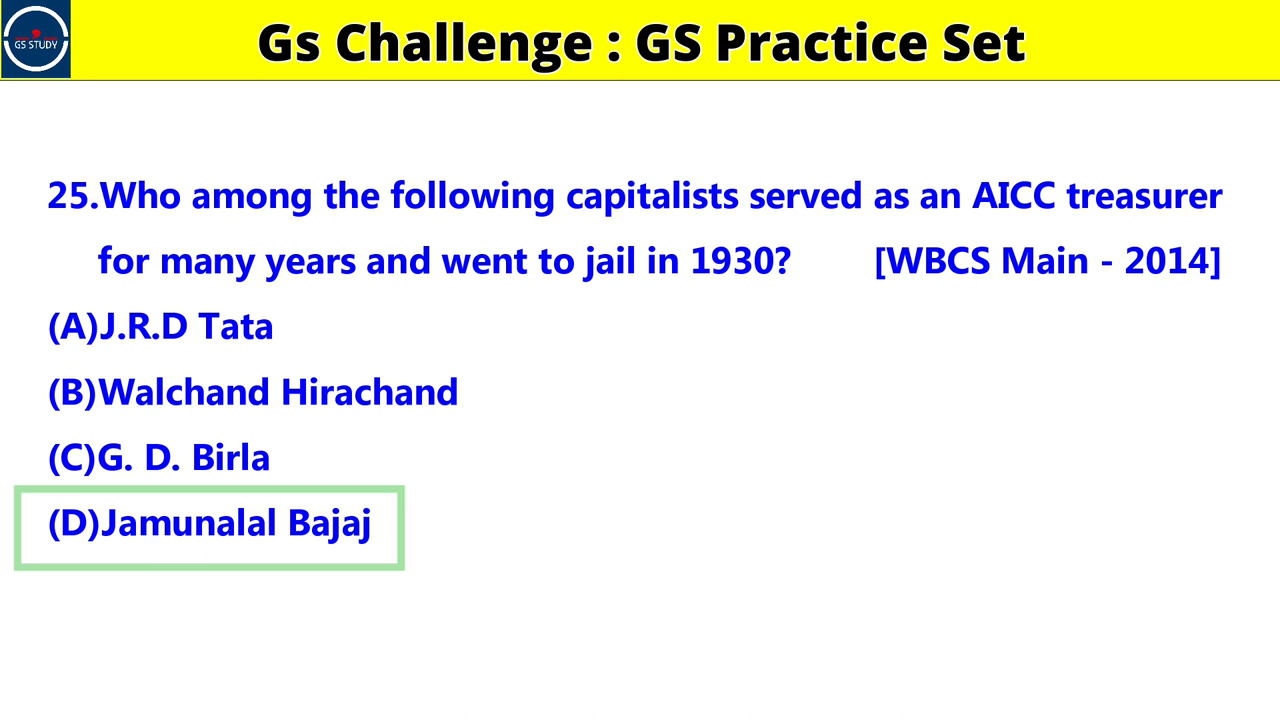 GS STUDY
Gs Challenge : GS Practice Set
25.Who among the following capitalists served as an AICC treasurer
for many years and went to jail in 1930? [WBCS Main - 2014]
(A)J.R.D Tata
(B)Walchand Hirachand
(C)G. D. Birla
(D)Jamunalal Bajaj